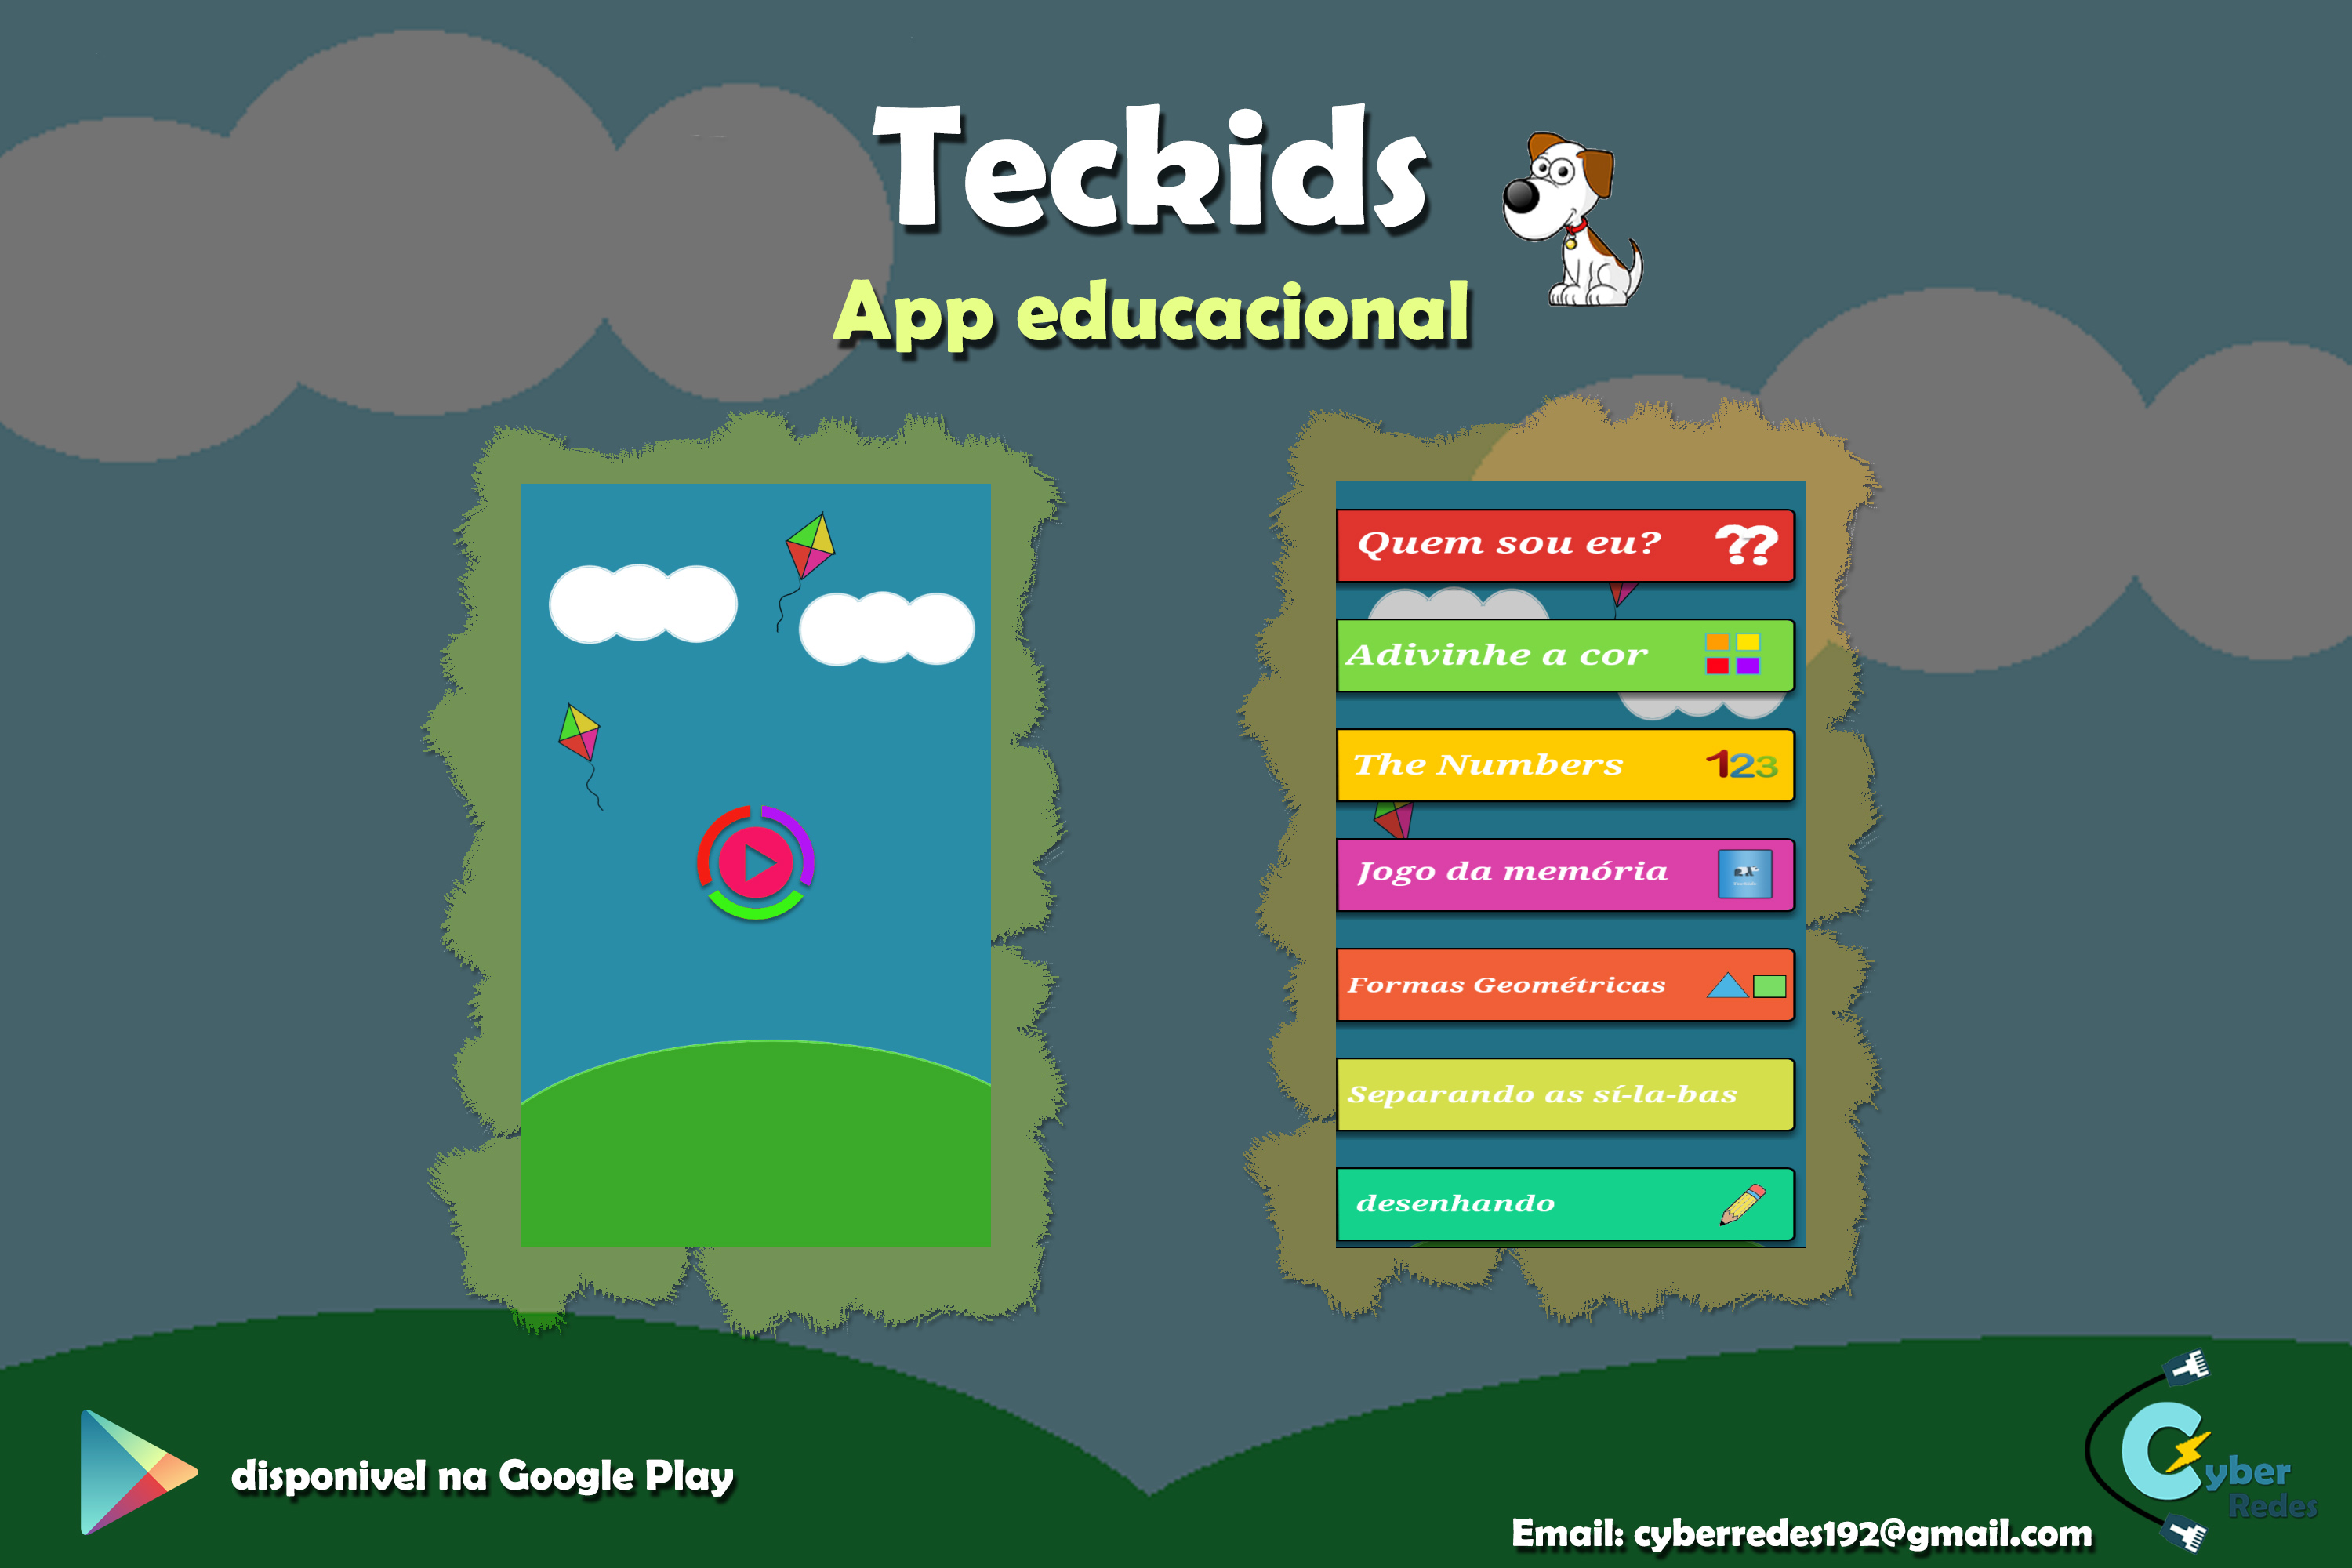 Teckids
App educacional
Quem sou eu? ??
Adivinhe a cor
The Numbers 123
Jogo da memória
Formas Geométricas
Separando as sí-la-bas
desenhando
disponivel na Google Play
Cyber
Redes
Email: cyberredes192@gmail.com